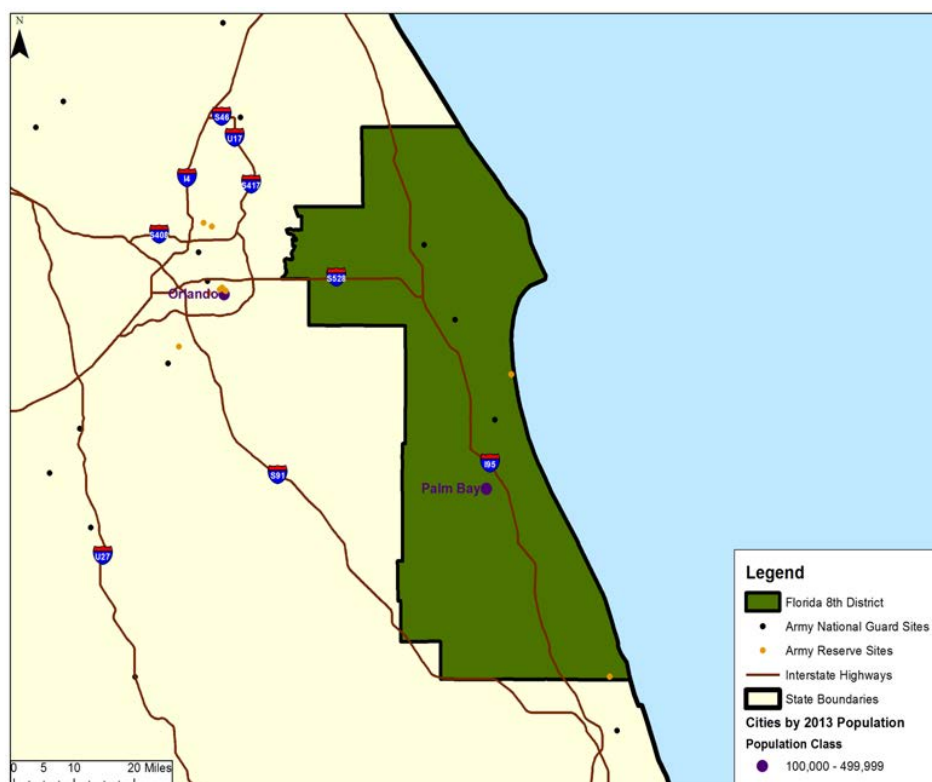 N
S46
U17
I4
S417
S408
S528
Orlando
I95
S91
Palm Bay
U27
Legend
Florida 8th District
Army National Guard Sites
Army Reserve Sites
Interstate Highways
State Boundaries
Cities by 2013 Population
Population Class
100,000 - 499,999
0 5 10 20 Miles